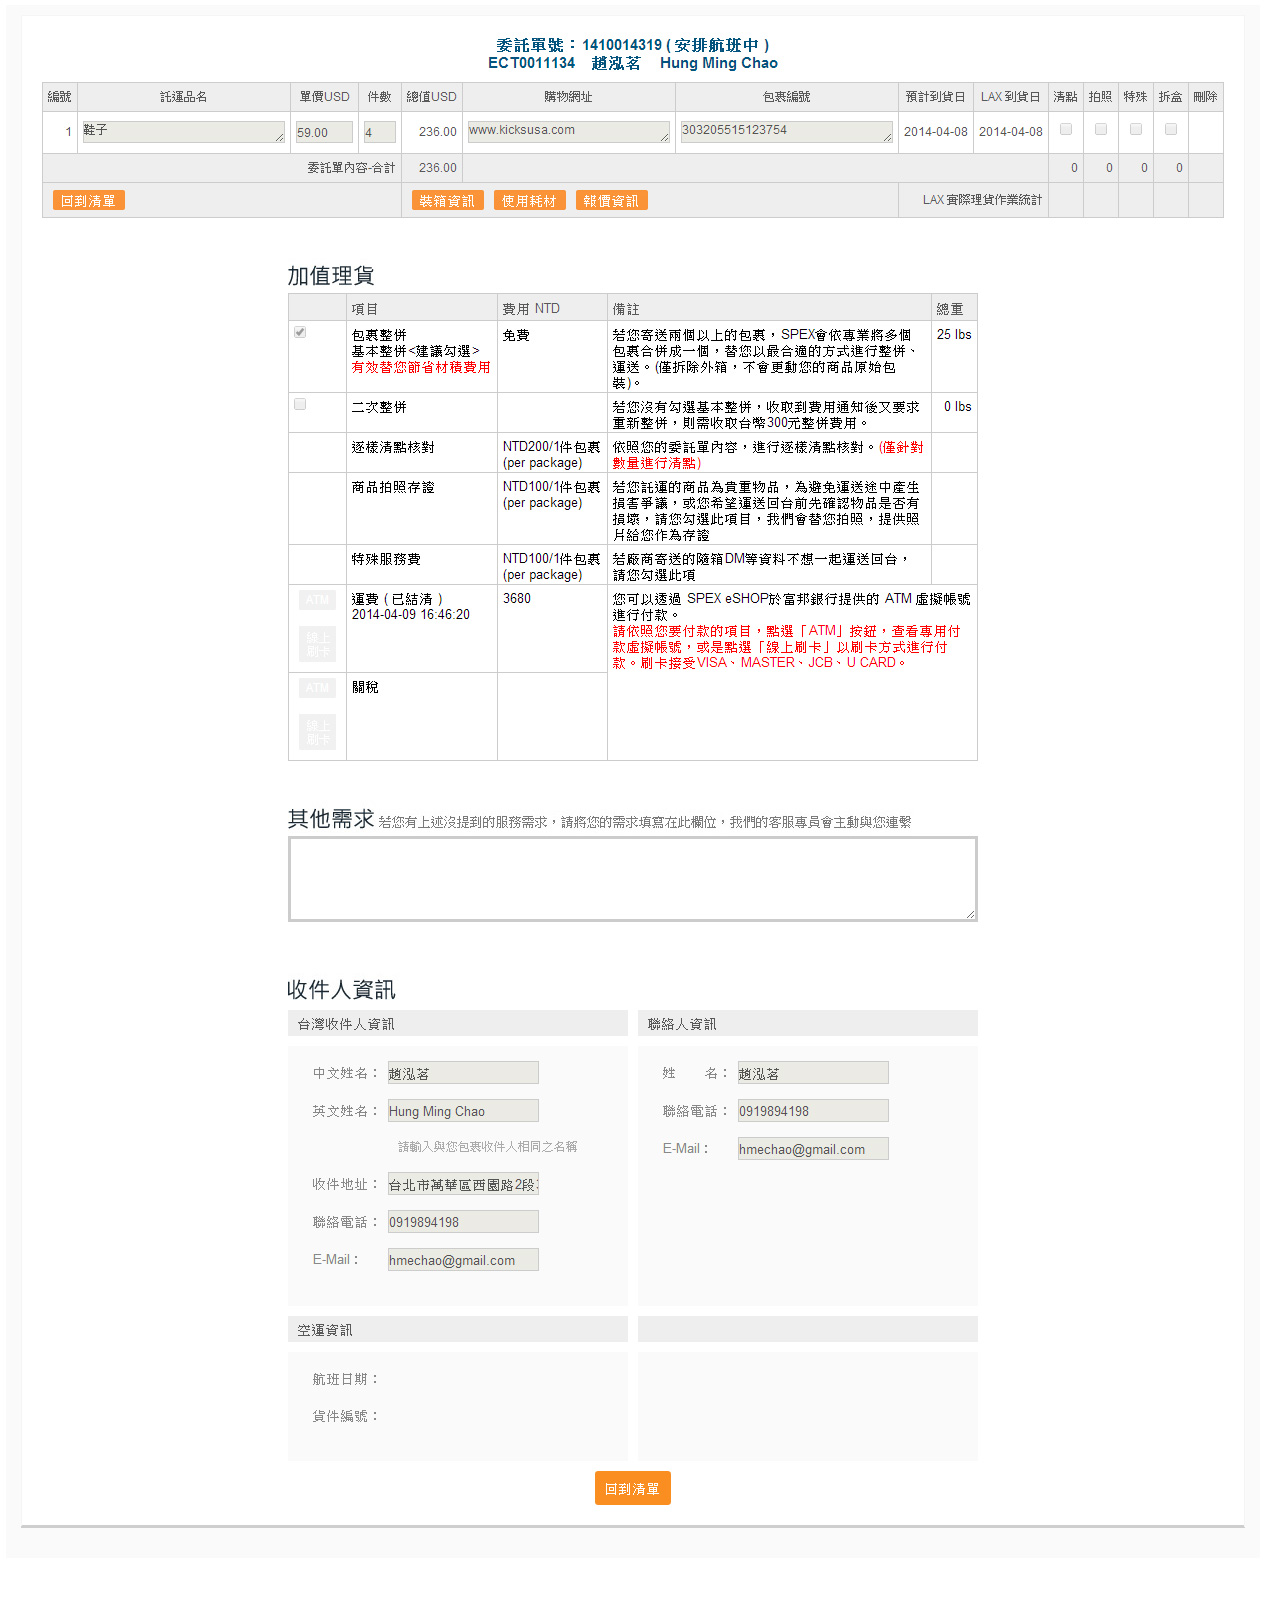 委託單號：1410014319 ( 安排航班中 )
ECT0011134 趙泓茗 Hung Ming Chao
編號 託運品名 單價USD 件數 總值USD 購物網址 包裹編號 預計到貨日 LAX 到貨日 清點 拍照 特殊 拆盒 刪除
1 鞋子 59.00 4 236.00 www.kicksusa.com 303205515123754 2014-04-08 2014-04-08
委託單內容-合計 236.00 0 0 0 0
回到清單 裝箱資訊 使用耗材 報價資訊 LAX 實際理貨作業統計
加值理貨
項目 費用 NTD 備註 總重
包裹整併 免費 若您寄送兩個以上的包裹，SPEX會依專業將多個 25 lbs
基本整併<建議勾選> 包裹合併成一個，替您以最合適的方式進行整併、
有效替您節省材積費用 運送。(僅拆除外箱，不會更動您的商品原始包
裝)。
二次整併 若您沒有勾選基本整併，收取到費用通知後又要求 0 lbs
重新整併，則需收取台幣300元整併費用。
逐樣清點核對 NTD200/1件包裹 依照您的委託單內容，進行逐樣清點核對。(僅針對
(per package) 數量進行清點)
商品拍照存證 NTD100/1件包裹 若您託運的商品為貴重物品，為避免運送途中產生
(per package) 損害爭議，或您希望運送回台前先確認物品是否有
損壞，請您勾選此項目，我們會替您拍照，提供照
片給您作為存證
特殊服務費 NTD100/1件包裹 若廠商寄送的隨箱DM等資料不想一起運送回台，
(per package) 請您勾選此項
ATM 運費 ( 已結清 ) 3680 您可以透過 SPEX eSHOP於富邦銀行提供的 ATM 虛擬帳號
2014-04-09 16:46:20 進行付款。
線上 請依照您要付款的項目，點選「ATM」按鈕，查看專用付
刷卡 款虛擬帳號，或是點選「線上刷卡」以刷卡方式進行付
款。刷卡接受VISA、MASTER、JCB、U CARD。
ATM 關稅
線上
刷卡
其他需求 若您有上述沒提到的服務需求，請將您的需求填寫在此欄位，我們的客服專員會主動與您連繫
收件人資訊
台灣收件人資訊 聯絡人資訊
中文姓名： 趙泓茗 姓 名： 趙泓茗
英文姓名： Hung Ming Chao 聯絡電話： 0919894198
請輸入與您包裹收件人相同之名稱 E-Mail： hmechao@gmail.com
收件地址： 台北市萬華區西園路2段
聯絡電話： 0919894198
E-Mail： hmechao@gmail.com
空運資訊
航班日期：
貨件編號：
回到清單